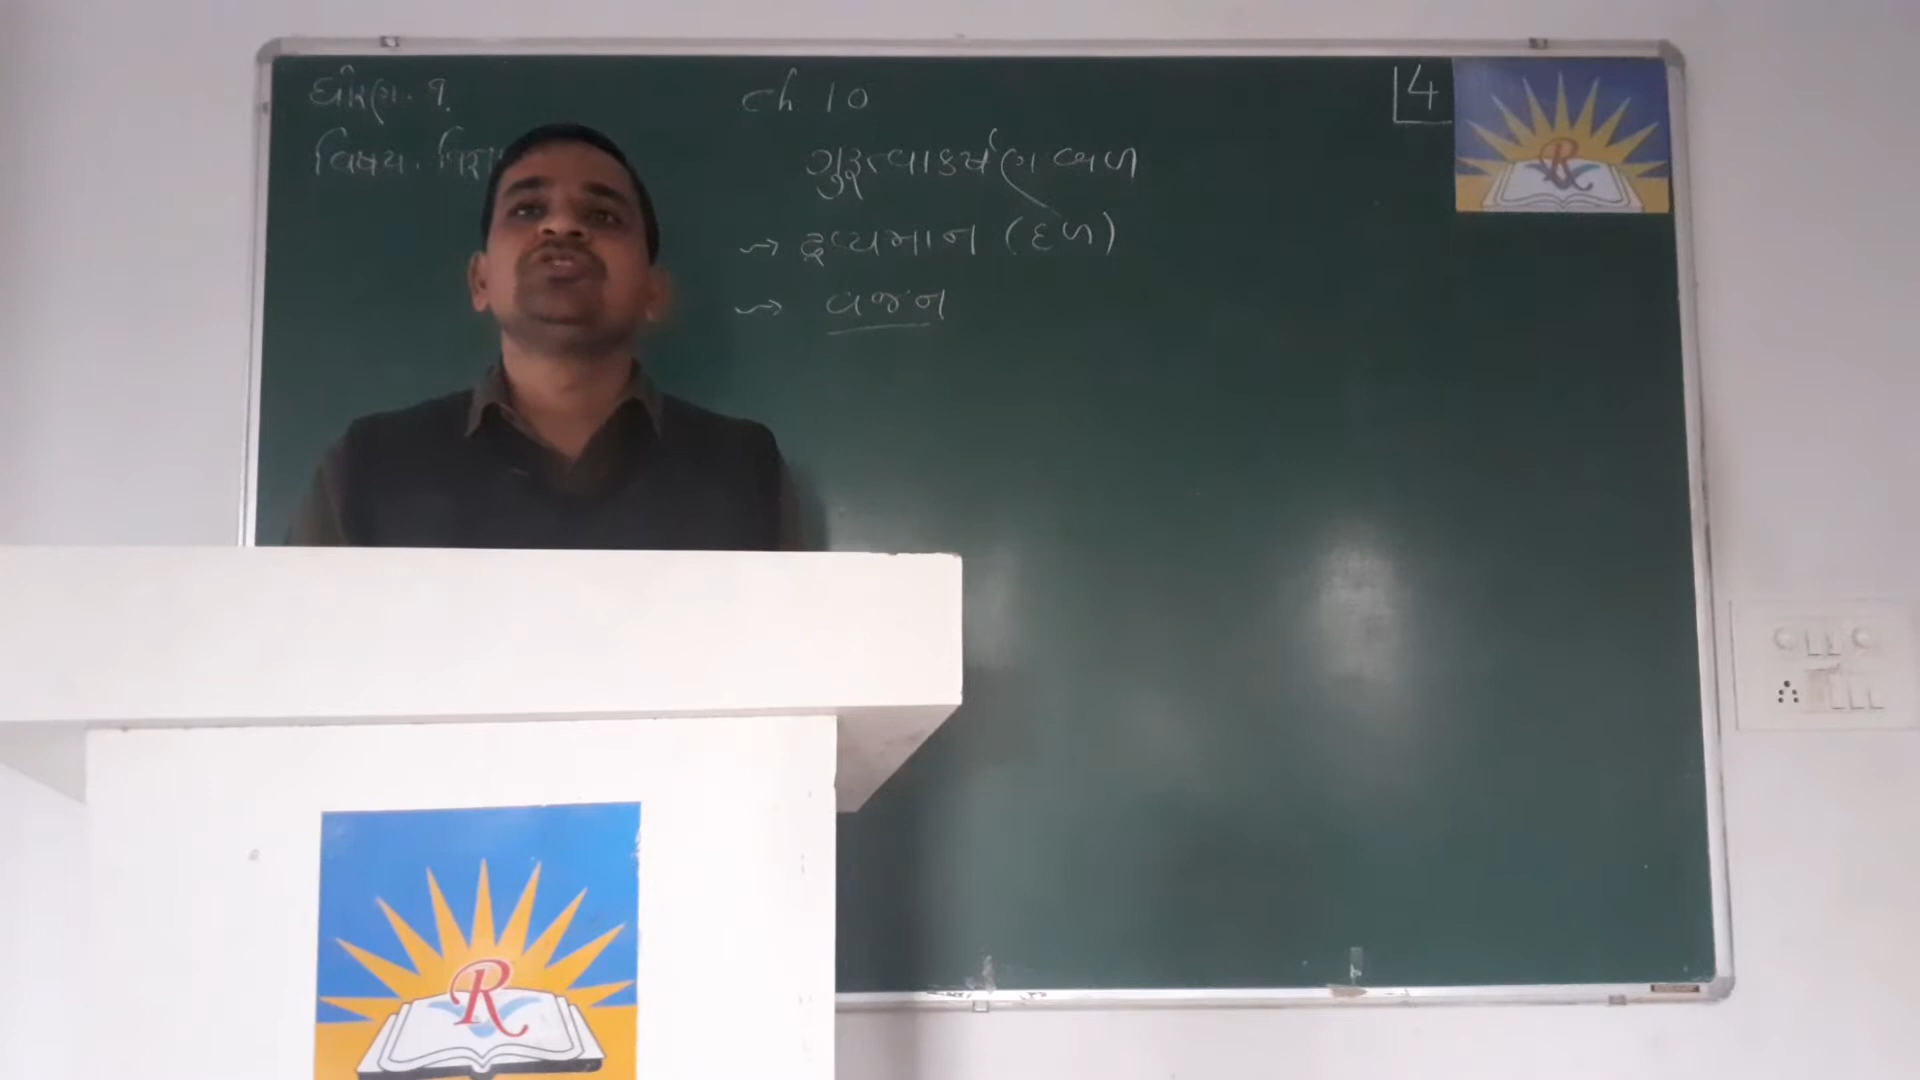 ધોરણ. 9.
ch. 10
4
વિષય.
ગુરુત્વાકર્ષણ બળ
→ દ્રવ્યમાન (દળ)
→ વજન
R
R